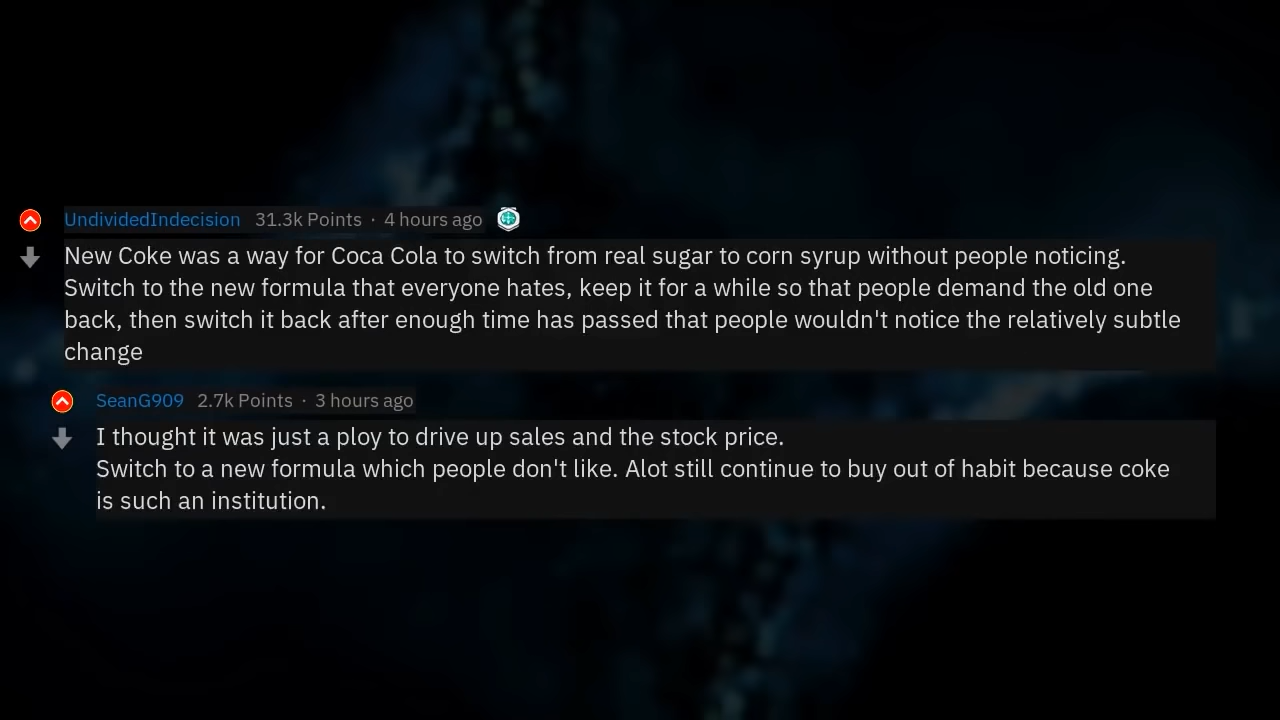 UndividedIndecision 31.3k Points · 4 hours ago
New Coke was a way for Coca Cola to switch from real sugar to corn syrup without people noticing.
Switch to the new formula that everyone hates, keep it for a while so that people demand the old one
back, then switch it back after enough time has passed that people wouldn't notice the relatively subtle
change
SeanG909 2.7k Points · 3 hours ago
I thought it was just a ploy to drive up sales and the stock price.
Switch to a new formula which people don't like. Alot still continue to buy out of habit because coke
is such an institution.